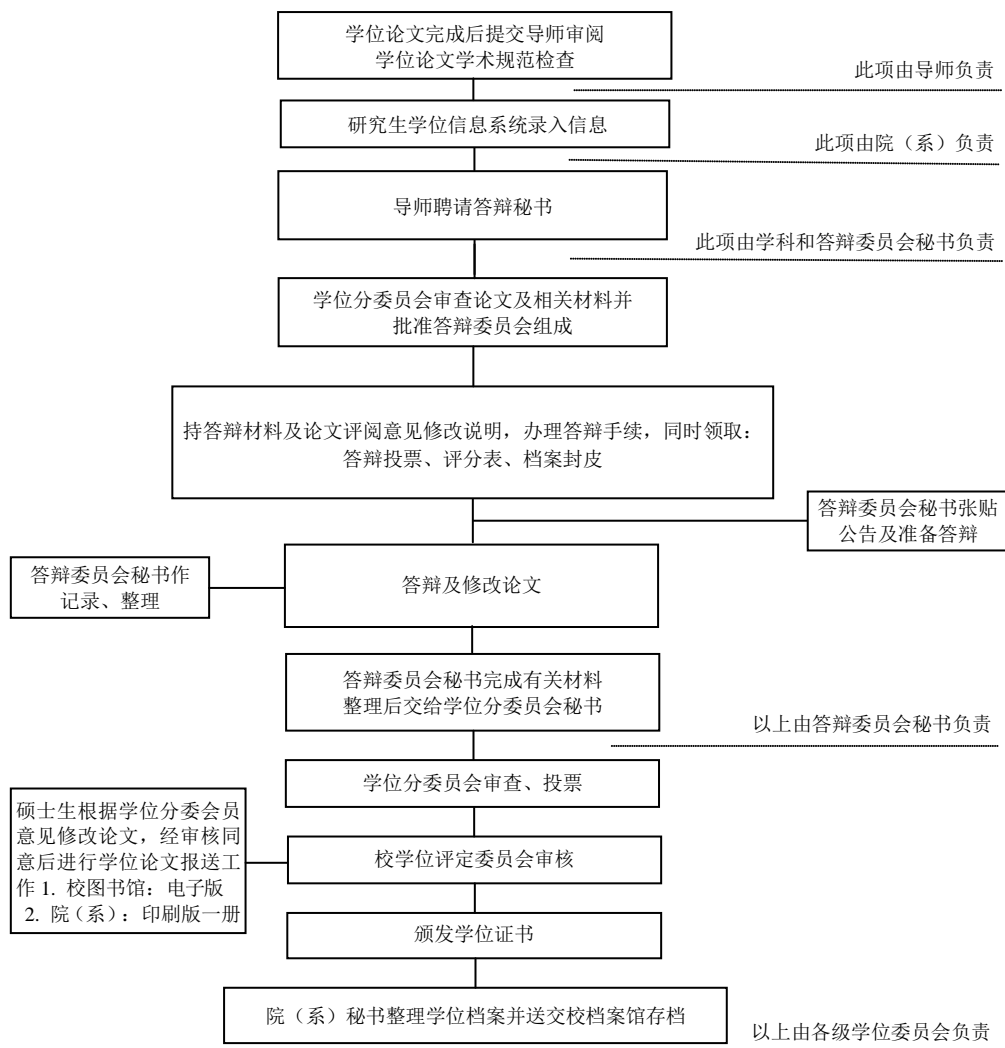 学位论文完成后提交导师审阅
学位论文学术规范检查
此项由导师负责
研究生学位信息系统录入信息
此项由院（系）负责
导师聘请答辩秘书
此项由学科和答辩委员会秘书负责
学位分委员会审查论文及相关材料并
批准答辩委员会组成
持答辩材料及论文评阅意见修改说明，办理答辩手续，同时领取：
答辩投票、评分表、档案封皮
答辩委员会秘书张贴
公告及准备答辩
答辩委员会秘书作
记录、整理
答辩及修改论文
答辩委员会秘书完成有关材料
整理后交给学位分委员会秘书
以上由答辩委员会秘书负责
学位分委员会审查、投票
硕士生根据学位分委会员
意见修改论文，经审核同
意后进行学位论文报送工
作 1. 校图书馆：电子版
2. 院（系）：印刷版一册
校学位评定委员会审核
颁发学位证书
院（系）秘书整理学位档案并送交校档案馆存档
以上由各级学位委员会负责